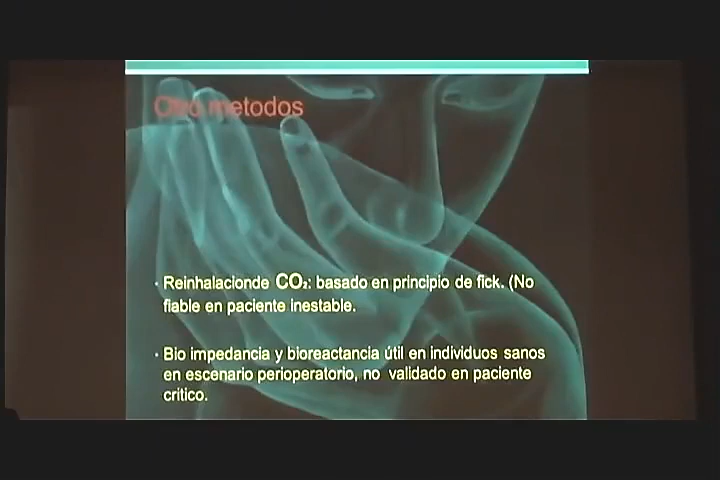 Otro metodos
· Reinhalacionde CO₂: basado en principio de fick. (No
fiable en paciente inestable.
· Bio impedancia y bioreactancia útil en individuos sanos
en escenario perioperatorio, no validado en paciente
critico.